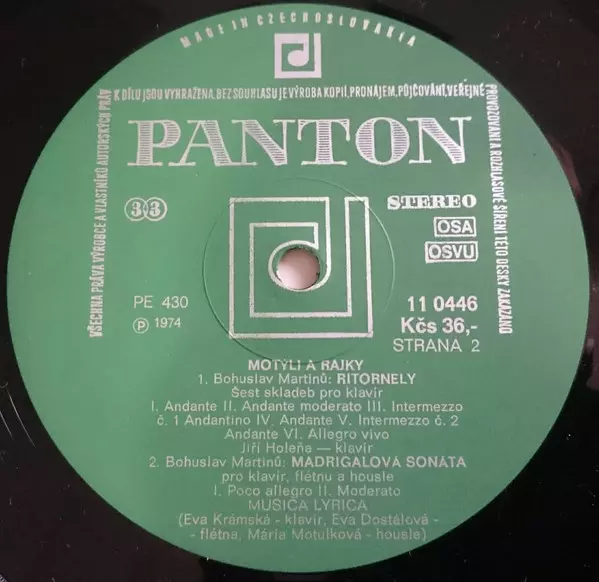 MADE IN CZECHOSLOVAKIA
VŠECHNA PRÁVA VÝROBCE A VLASTNÍKŮ AUTORSKÝCH PRÁV
K DÍLU JSOU VYHRAŽENA. BEZ SOUHLASU JE VÝROBA KOPIÍ, PRONÁJEM, PŮJČOVÁNÍ, VEŘEJNÉ
PROVOZOVÁNÍ A ROZHLASOVÉ ŠÍŘENÍ TÉTO DESKY ZAKÁZÁNO
PANTON
33
STEREO
OSA
OSVU
PE 430
℗ 1974
11 0446
Kčs 36,-
STRANA 2
MOTÝLI A RAJKY
1. Bohuslav Martinů: RITORNELY
Šest skladeb pro klavír
I. Andante II. Andante moderato III. Intermezzo
č. 1 Andantino IV. Andante V. Intermezzo č. 2
Andante VI. Allegro vivo
Jiří Holeňa — klavír
2. Bohuslav Martinů: MADRIGALOVÁ SONÁTA
pro klavír, flétnu a housle
I. Poco allegro II. Moderato
MUSICA LYRICA
(Eva Krámská - klavír, Eva Dostálová -
- flétna, Mária Motulková - housle)